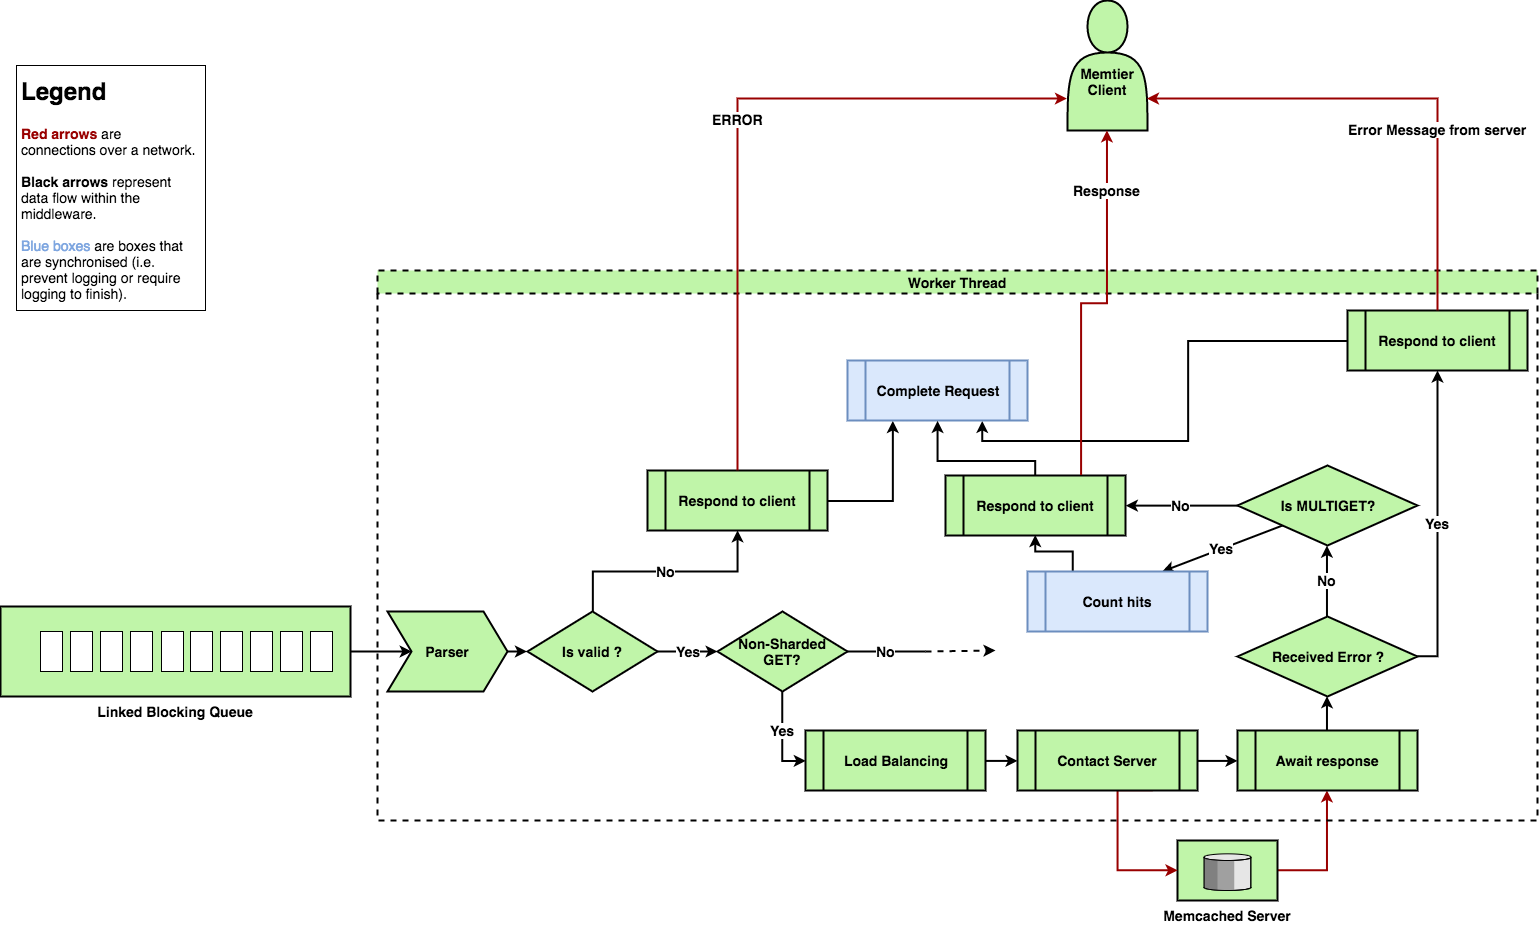 Memtier
Client
Legend
Red arrows are
connections over a network.
Black arrows represent
data flow within the
middleware.
Blue boxes are boxes that
are synchronised (i.e.
prevent logging or require
logging to finish).
ERROR
Error Message from server
Response
Worker Thread
Respond to client
Complete Request
Respond to client
Respond to client
No
Is MULTIGET?
Yes
Yes
No
No
Count hits
Parser
Is valid ?
Yes
Non-Sharded
GET?
No
Received Error ?
Linked Blocking Queue
Yes
Load Balancing
Contact Server
Await response
Memcached Server